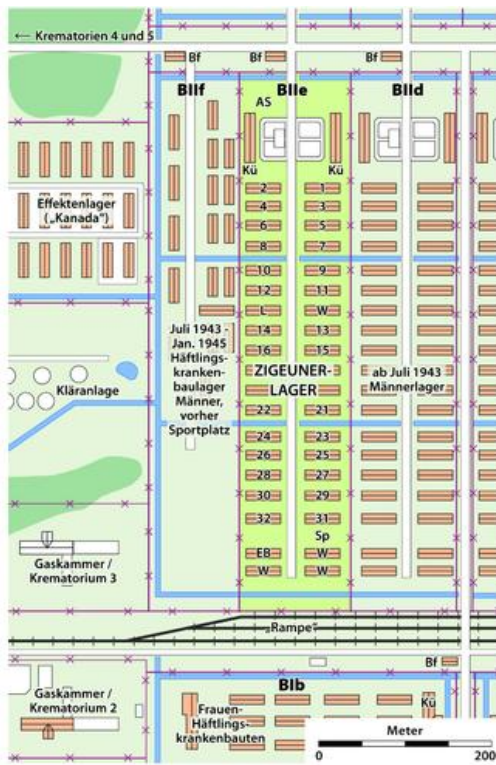 ← Krematorien 4 und 5
Bf
Bf
Bf
BIIf
BIIe
BIId
AS
Kü
Kü
2
1
4
3
6
5
8
7
Effektenlager
(„Kanada“)
10
9
12
11
L
W
14
13
16
15
Juli 1943 -
Jan. 1945
Häftlings-
kranken-
baulager
Männer,
vorher
Sportplatz
ZIGEUNER-
LAGER
ab Juli 1943
Männerlager
Kläranlage
22
21
24
23
26
25
28
27
30
29
32
31
Sp
EB
W
W
W
Gaskammer /
Krematorium 3
„Rampe“
Bf
BIb
Gaskammer /
Krematorium 2
Frauen-
Häftlings-
krankenbauten
Kü
Meter
0
200